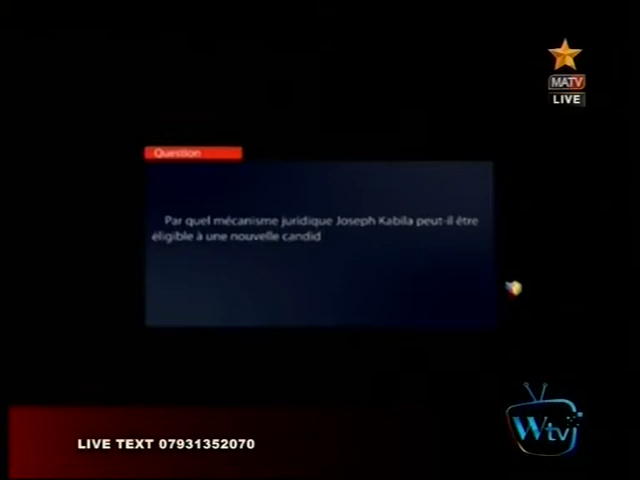 MATV
LIVE
Question
Par quel mécanisme juridique Joseph Kabila peut-il être
éligible à une nouvelle candid
LIVE TEXT 07931352070
Wtv